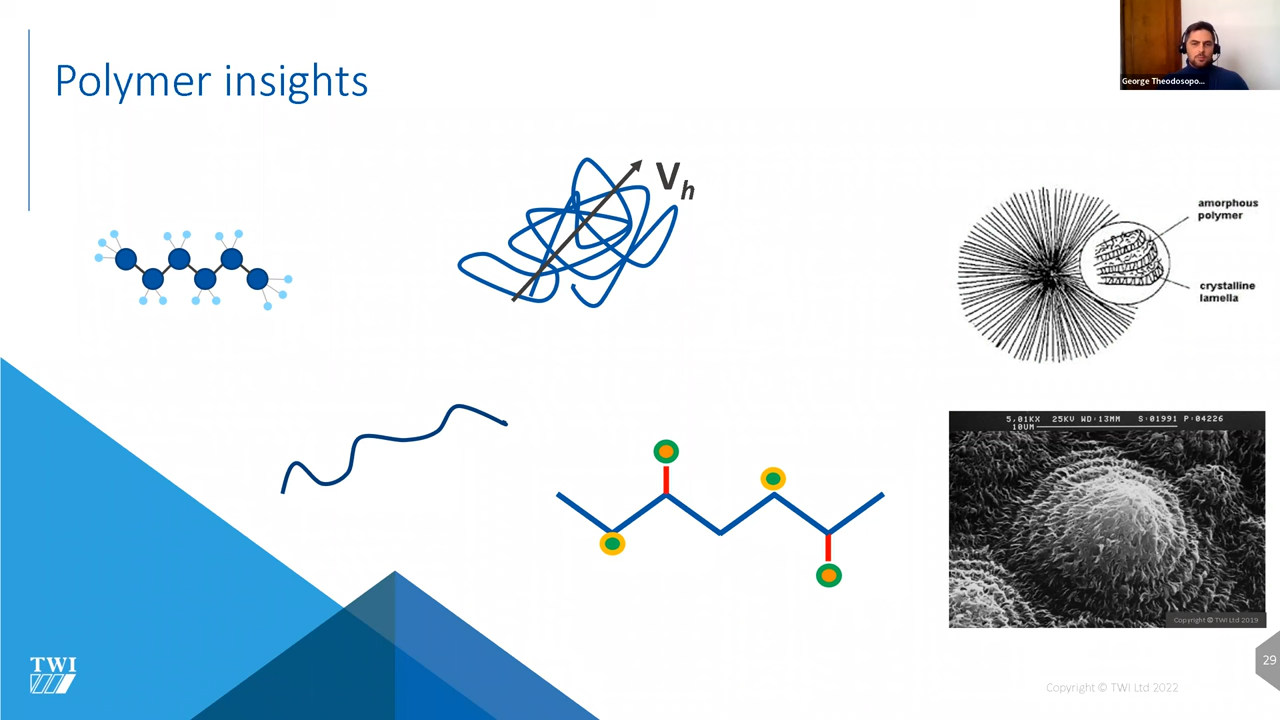 George Theodosopo...
Polymer insights
Vh
amorphous
polymer
crystalline
lamella
5,01KX 25KV WD:13MM S:01991 P:04226
10UM
Copyright © TWI Ltd 2019
TWI
29
Copyright © TWI Ltd 2022